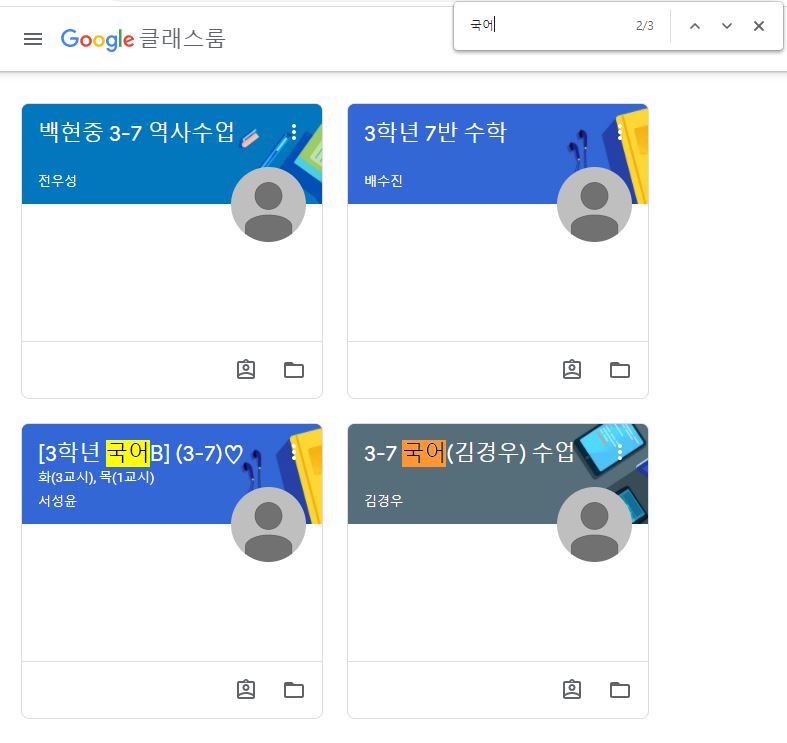 국어 2/3
Google 클래스룸
백현중 3-7 역사수업
전우성
3학년 7반 수학
배수진
[3학년 국어B] (3-7)♡
화(3교시), 목(1교시)
서성윤
3-7 국어(김경우) 수업
김경우